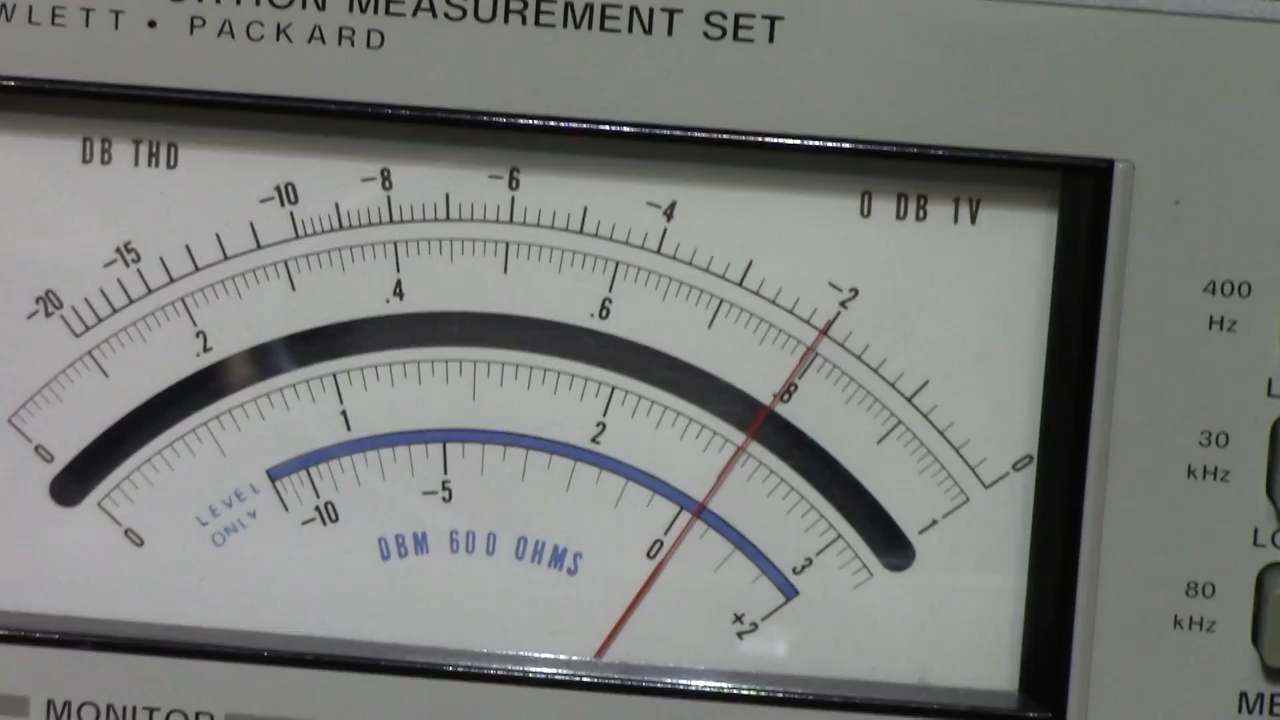 MEASUREMENT SET
PACKARD
DB THD
0 DB 1V
-20
-15
-10
-8
-6
-4
-2
0
0
.2
.4
.6
.8
1
0
1
2
3
LEVEL
ONLY
-10
-5
0
+2
DBM 600 OHMS
400
Hz
30
kHz
80
kHz
MONITOR